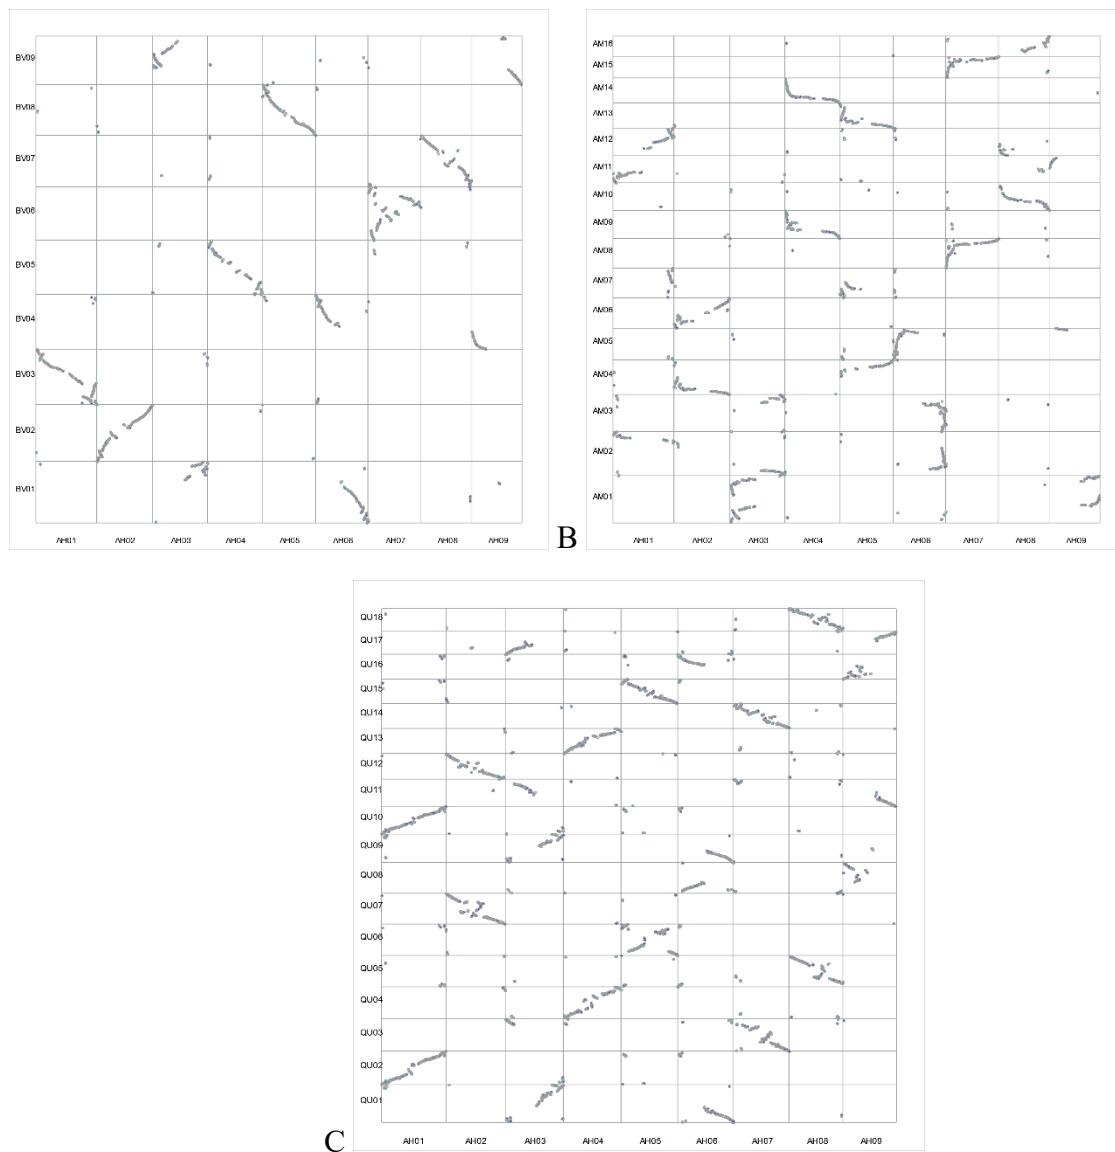 BV09
BV08
BV07
BV06
BV05
BV04
BV03
BV02
BV01
AH01 AH02 AH03 AH04 AH05 AH06 AH07 AH08 AH09
B
AM16
AM15
AM14
AM13
AM12
AM11
AM10
AM09
AM08
AM07
AM06
AM05
AM04
AM03
AM02
AM01
AH01 AH02 AH03 AH04 AH05 AH06 AH07 AH08 AH09
QU18
QU17
QU16
QU15
QU14
QU13
QU12
QU11
QU10
QU09
QU08
QU07
QU06
QU05
QU04
QU03
QU02
QU01
C
AH01 AH02 AH03 AH04 AH05 AH06 AH07 AH08 AH09